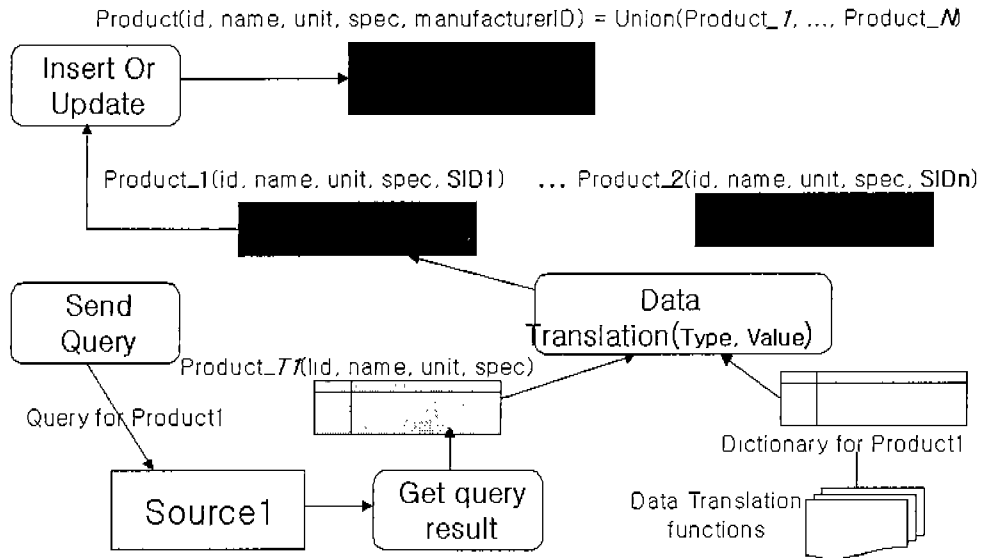 Product(id, name, unit, spec, manufacturerID) = Union(Product_1, ..., Product_N)
Insert Or
Update
Product_1(id, name, unit, spec, SID1) ... Product_2(id, name, unit, spec, SIDn)
Send
Query
Data
Translation(Type, Value)
Product_T1(lid, name, unit, spec)
Query for Product1
Dictionary for Product1
Source1
Get query
result
Data Translation
functions